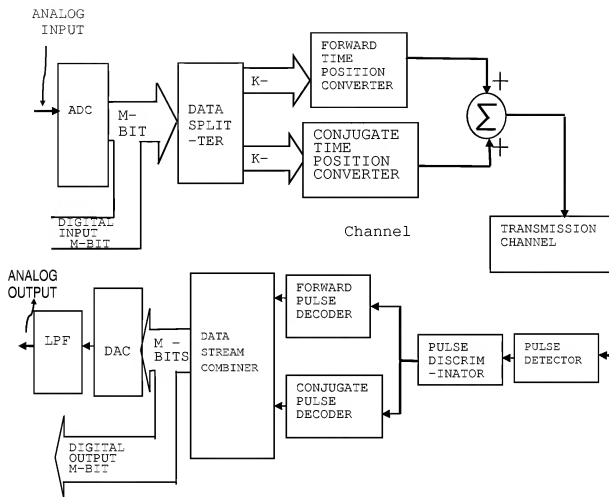 ANALOG
INPUT
ADC
M-
BIT
DATA
SPLIT
-TER
K-
K-
FORWARD
TIME
POSITION
CONVERTER
CONJUGATE
TIME
POSITION
CONVERTER
+
Σ
+
DIGITAL
INPUT
M-BIT
Channel
TRANSMISSION
CHANNEL
ANALOG
OUTPUT
LPF
DAC
M -
BITS
DATA
STREAM
COMBINER
FORWARD
PULSE
DECODER
CONJUGATE
PULSE
DECODER
PULSE
DISCRIM
-INATOR
PULSE
DETECTOR
DIGITAL
OUTPUT
M-BIT